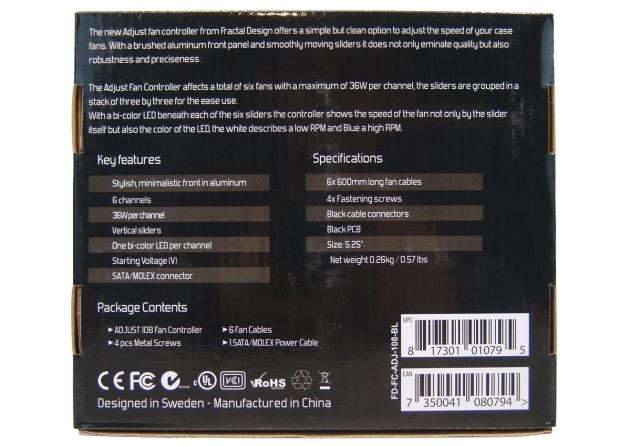 The new Adjust fan controller from Fractal Design offers a simple but clean option to adjust the speed of your case
fans. With a brushed aluminum front panel and smoothly moving sliders it does not only eminate quality but also
robustness and preciseness.
The Adjust Fan Controller affects a total of six fans with a maximum of 36W per channel, the sliders are grouped in a
stack of three by three for the ease use.
With a bi-color LED beneath each of the six sliders the controller shows the speed of the fan not only by the slider
itself but also the color of the LED, the white describes a low RPM and Blue a high RPM.
Key features
Stylish, minimalistic front in aluminum
6 channels
36W per channel
Vertical sliders
One bi-color LED per channel
Starting Voltage (V)
SATA/MOLEX connector
Specifications
6x 600mm long fan cables
4x Fastening screws
Black cable connectors
Black PCB
Size: 5.25"
Net weight 0.26kg / 0.57 lbs
Package Contents
▸ ADJUST 108 Fan Controller
▸ 4 pcs Metal Screws
▸ 6 Fan Cables
▸ 1 SATA/MOLEX Power Cable
CE FC c UL US VCI RoHS
Designed in Sweden - Manufactured in China
FD-FC-ADJ-108-BL
UPC
8 17301 01079 5
EAN
7 350041 080794 >